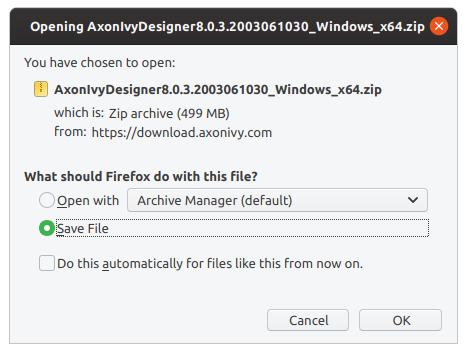 Opening AxonIvyDesigner8.0.3.2003061030_Windows_x64.zip
You have chosen to open:
AxonIvyDesigner8.0.3.2003061030_Windows_x64.zip
which is: Zip archive (499 MB)
from: https://download.axonivy.com
What should Firefox do with this file?
Open with Archive Manager (default)
Save File
Do this automatically for files like this from now on.
Cancel OK